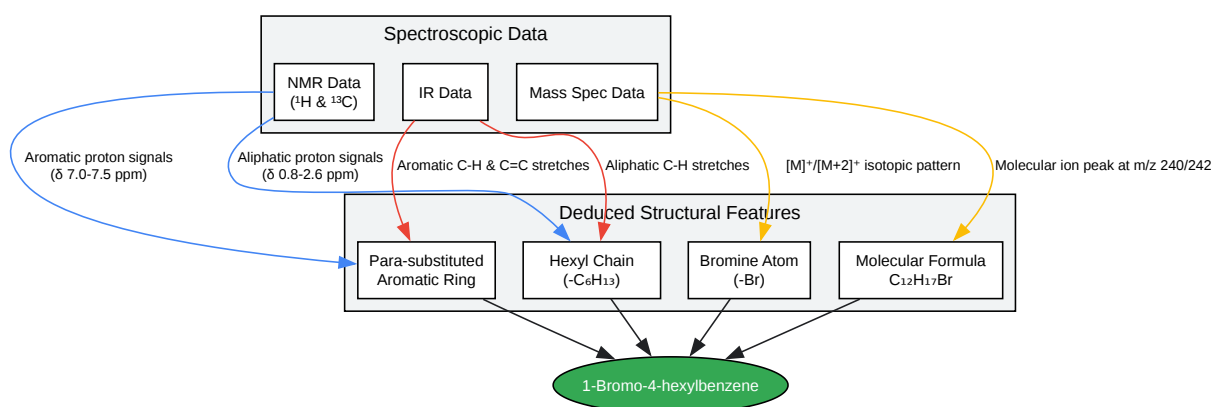 Spectroscopic Data
NMR Data
(¹H & ¹³C)
IR Data
Mass Spec Data
Aromatic proton signals
(δ 7.0-7.5 ppm)
Aliphatic proton signals
(δ 0.8-2.6 ppm)
Aromatic C-H & C=C stretches
Aliphatic C-H stretches
[M]⁺/[M+2]⁺ isotopic pattern
Molecular ion peak at m/z 240/242
Deduced Structural Features
Para-substituted
Aromatic Ring
Hexyl Chain
(-C₆H₁₃)
Bromine Atom
(-Br)
Molecular Formula
C₁₂H₁₇Br
1-Bromo-4-hexylbenzene